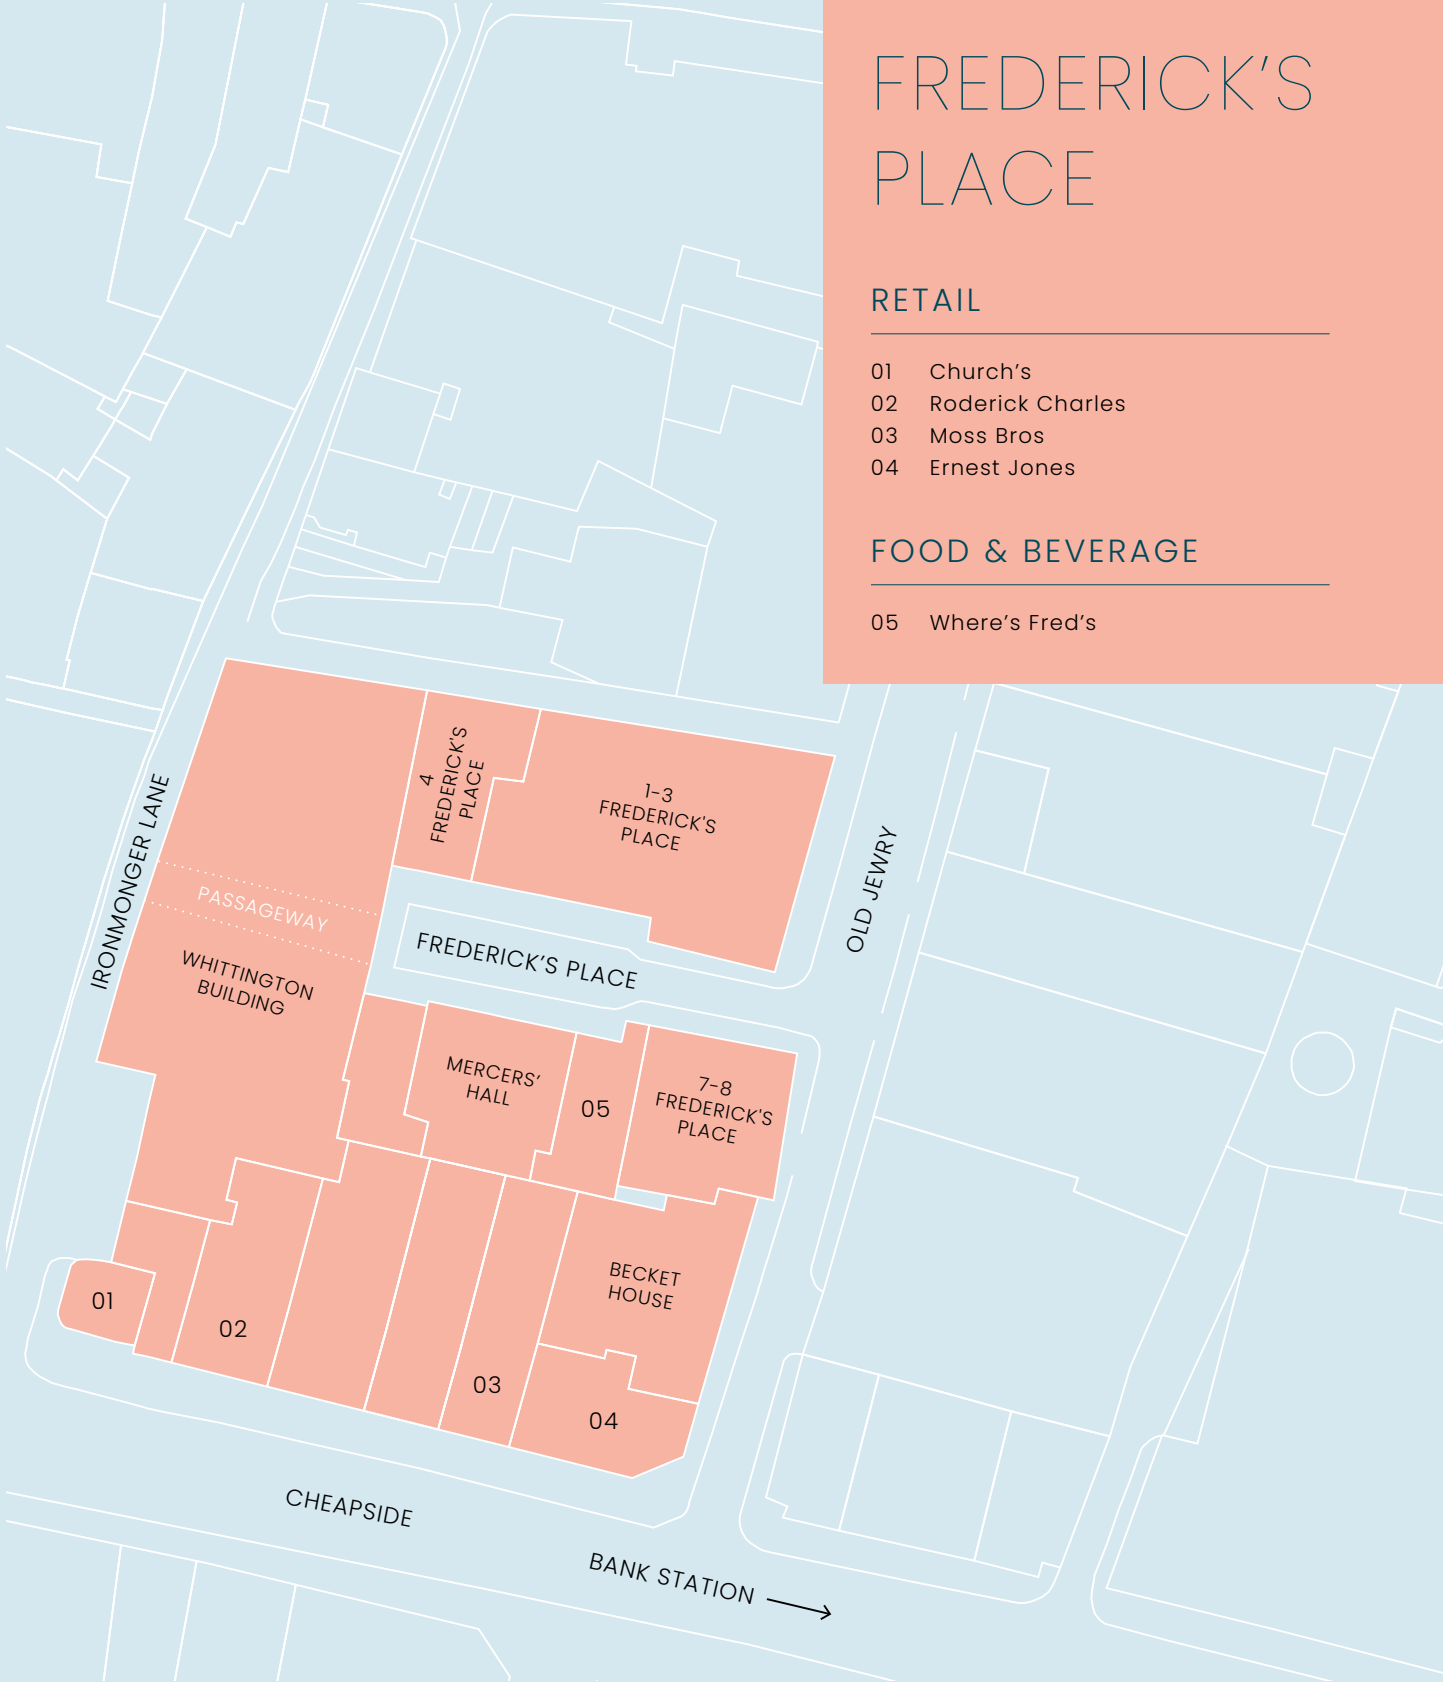 FREDERICK’S
PLACE
RETAIL
01 Church’s
02 Roderick Charles
03 Moss Bros
04 Ernest Jones
FOOD & BEVERAGE
05 Where’s Fred’s
4
FREDERICK'S
PLACE
1-3
FREDERICK'S
PLACE
IRONMONGER LANE
OLD JEWRY
PASSAGEWAY
FREDERICK’S PLACE
WHITTINGTON
BUILDING
MERCERS’
HALL
05
7-8
FREDERICK'S
PLACE
BECKET
HOUSE
01
02
03
04
CHEAPSIDE
BANK STATION